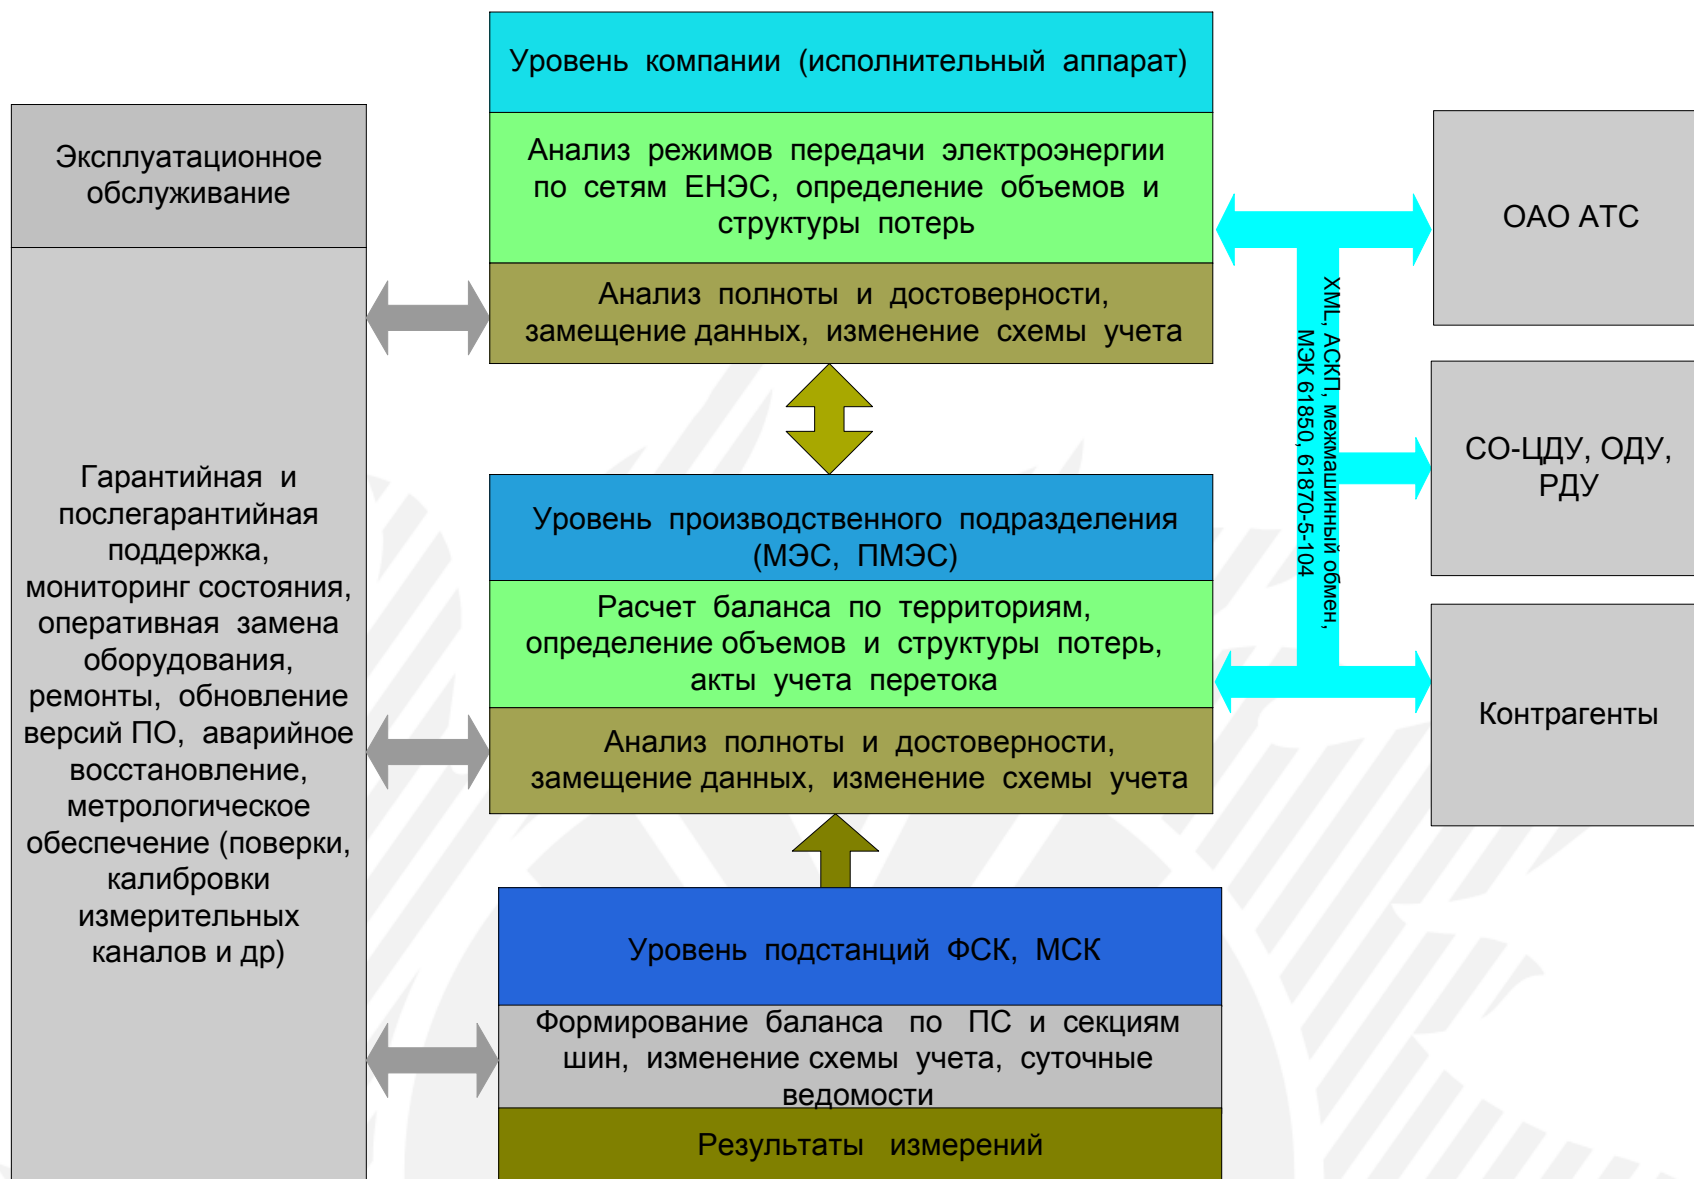 Уровень компании (исполнительный аппарат)
Анализ режимов передачи электроэнергии
по сетям ЕНЭС, определение объемов и
структуры потерь
Анализ полноты и достоверности,
замещение данных, изменение схемы учета
Эксплуатационное
обслуживание
Гарантийная и
послегарантийная
поддержка,
мониторинг состояния,
оперативная замена
оборудования,
ремонты, обновление
версий ПО, аварийное
восстановление,
метрологическое
обеспечение (поверки,
калибровки
измерительных
каналов и др)
Уровень производственного подразделения
(МЭС, ПМЭС)
Расчет баланса по территориям,
определение объемов и структуры потерь,
акты учета перетока
Анализ полноты и достоверности,
замещение данных, изменение схемы учета
Уровень подстанций ФСК, МСК
Формирование баланса по ПС и секциям
шин, изменение схемы учета, суточные
ведомости
Результаты измерений
XML, АСКП, межмашинный обмен,
МЭК 61850, 61870-5-104
ОАО АТС
СО-ЦДУ, ОДУ,
РДУ
Контрагенты